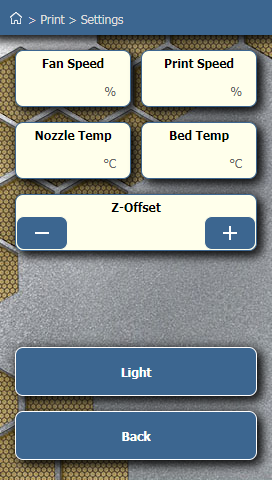 > Print > Settings
Fan Speed
Print Speed
%
%
Nozzle Temp
Bed Temp
°C
°C
Z-Offset
− +
Light
Back